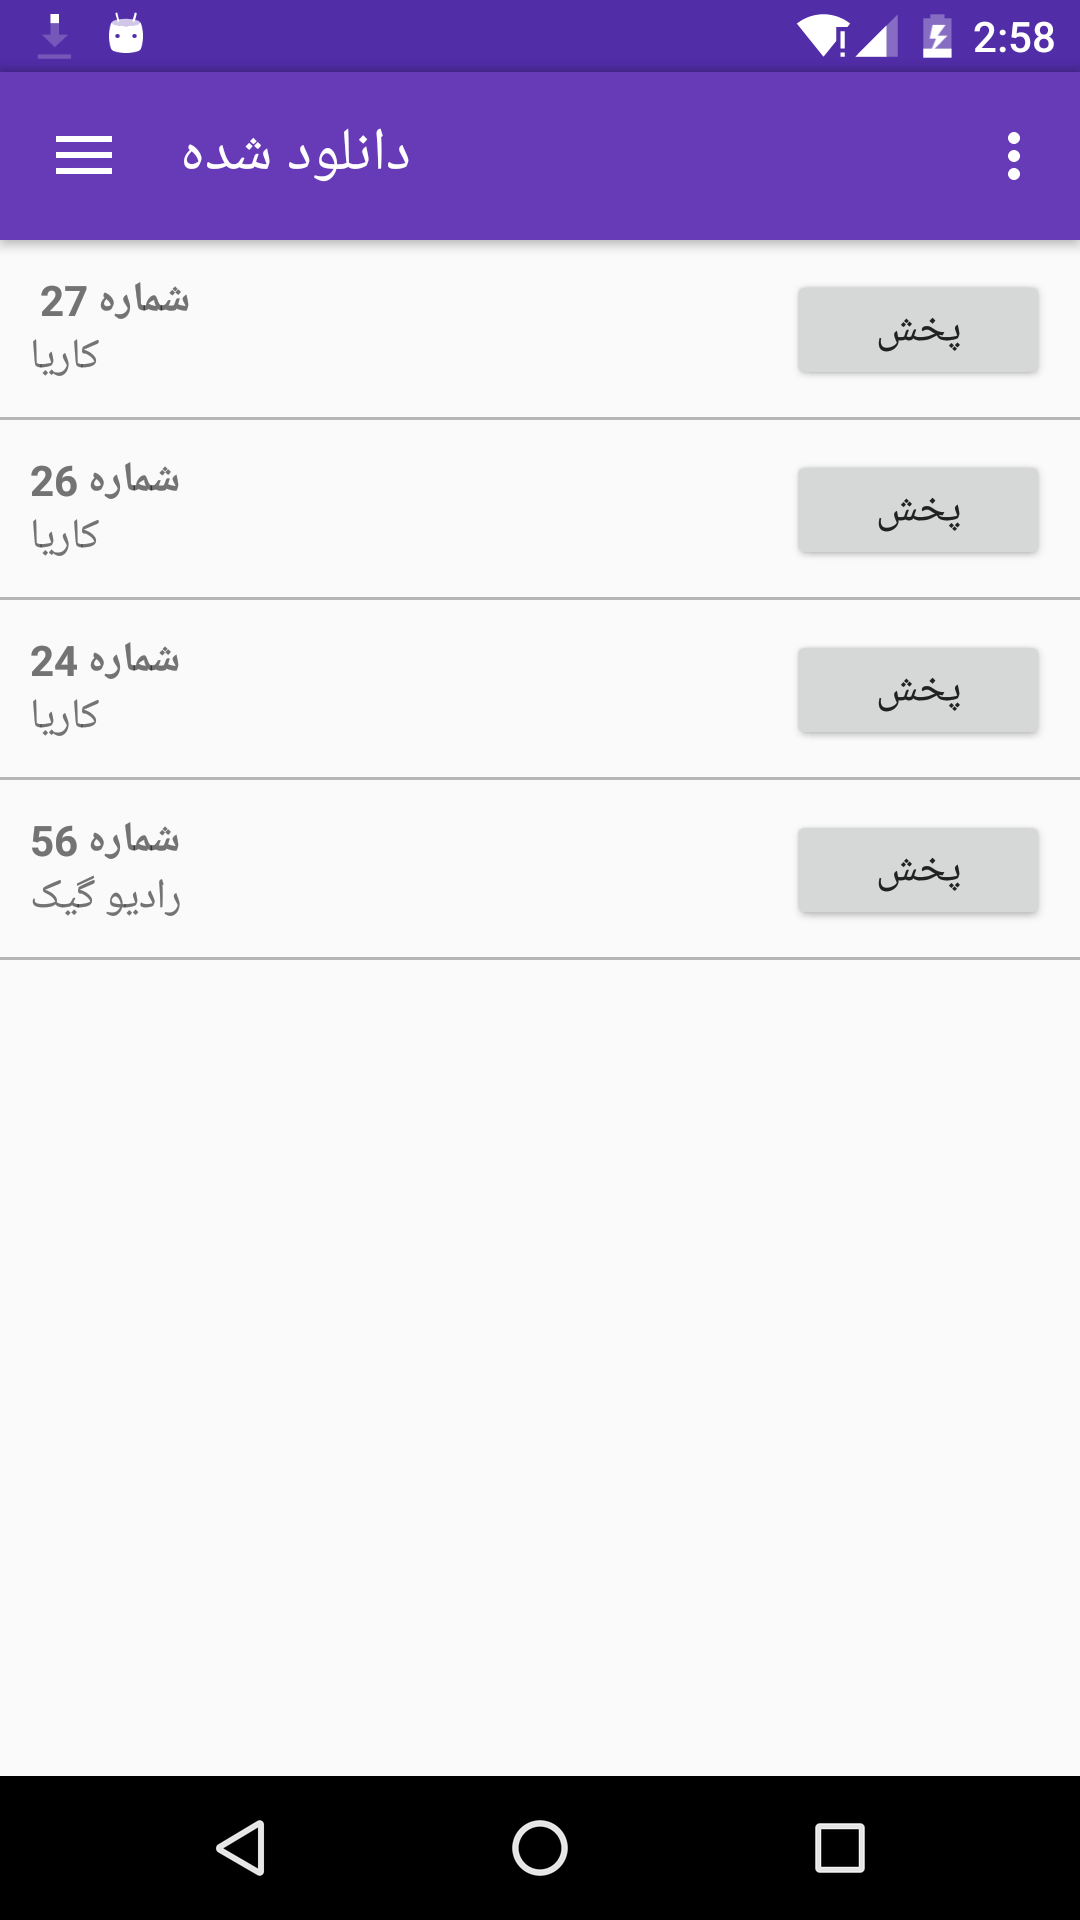 2:58
دانلود شده
شماره 27
کاریا
پخش
شماره 26
کاریا
پخش
شماره 24
کاریا
پخش
شماره 56
رادیو گیک
پخش